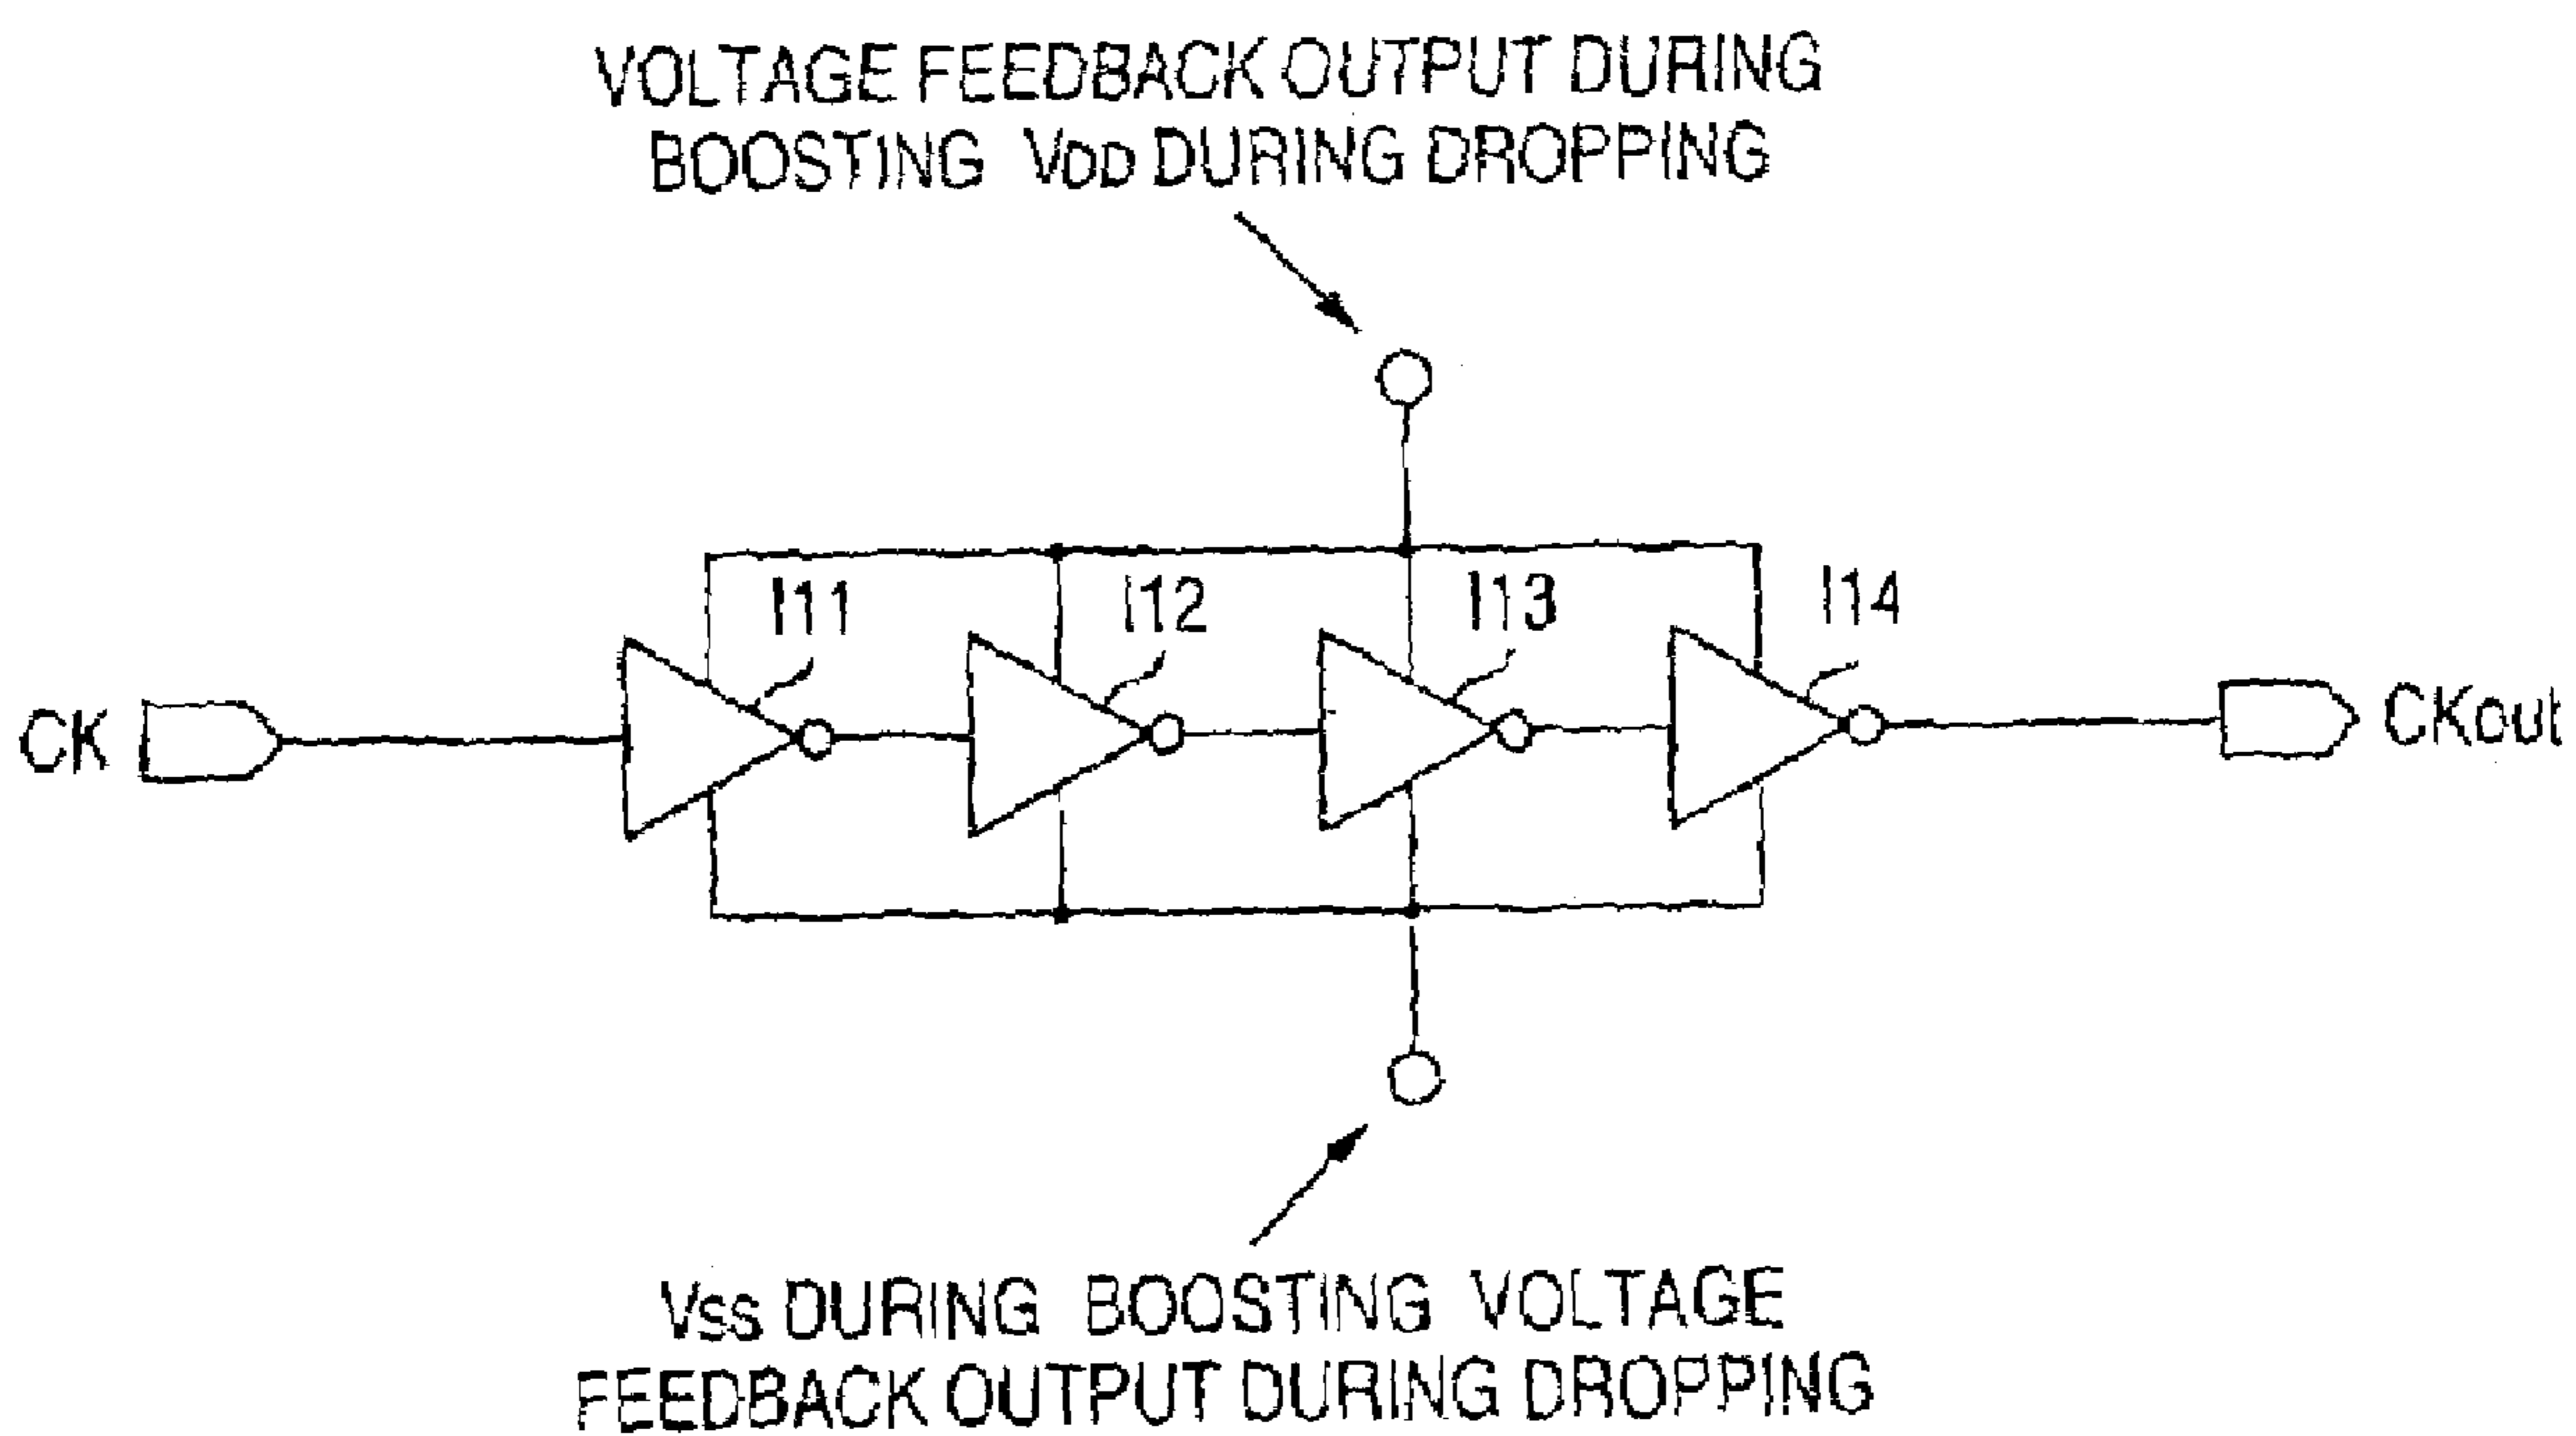 VOLTAGE FEEDBACK OUTPUT DURING
BOOSTING VDD DURING DROPPING
I11
I12
I13
I14
CK
CKout
VSS DURING BOOSTING VOLTAGE
FEEDBACK OUTPUT DURING DROPPING